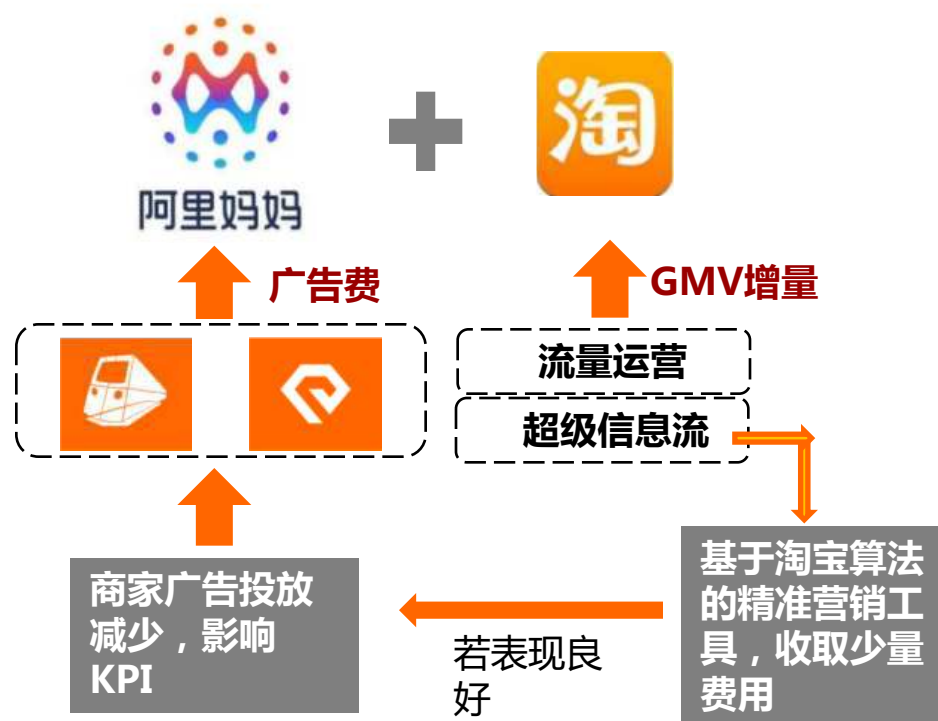 阿里妈妈
淘
广告费
GMV增量
流量运营
超级信息流
商家广告投放
减少，影响
KPI
若表现良
好
基于淘宝算法
的精准营销工
具，收取少量
费用